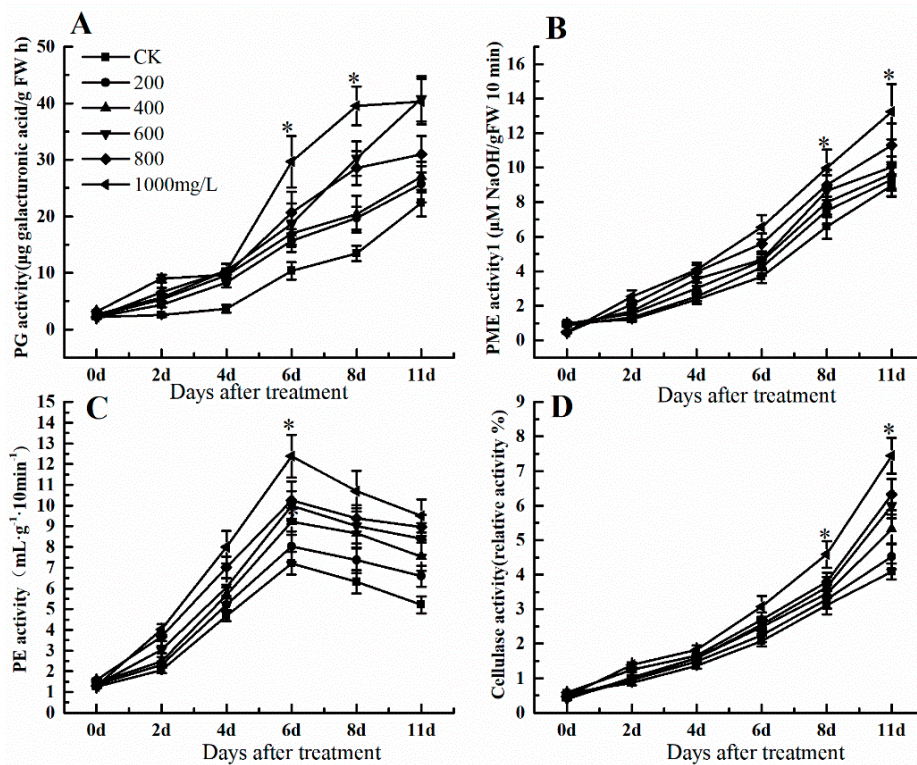 A
PG activity(μg galacturonic acid/g FW h)
50
40
30
20
10
0
CK
200
400
600
800
1000mg/L
*
*
0d 2d 4d 6d 8d 11d
Days after treatment
B
PME activity1 (μM NaOH/gFW 10 min)
16
14
12
10
8
6
4
2
0
*
*
0d 2d 4d 6d 8d 11d
Days after treatment
C
PE activity（mL·g⁻¹·10min⁻¹)
15
14
13
12
11
10
9
8
7
6
5
4
3
2
1
0
*
0d 2d 4d 6d 8d 11d
Days after treatment
D
Cellulase activity(relative activity %)
9
8
7
6
5
4
3
2
1
0
*
*
0d 2d 4d 6d 8d 11d
Days after treatment